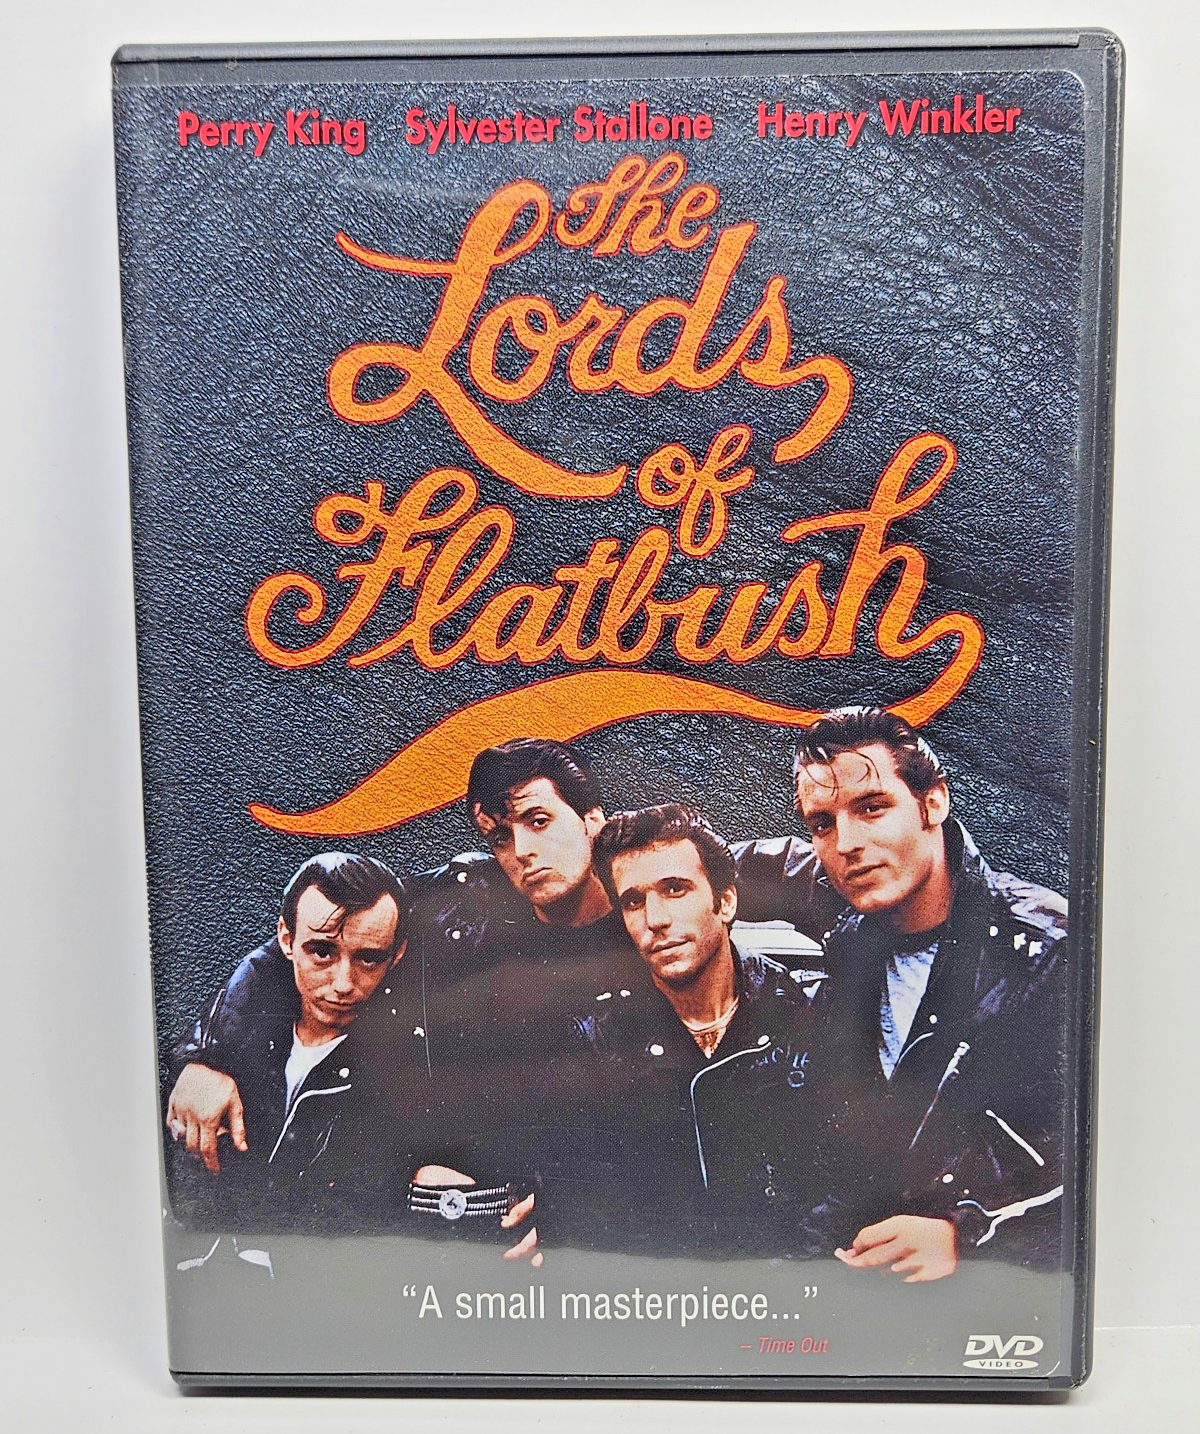 Perry King Sylvester Stallone Henry Winkler
The
Lords
of
Flatbush
“A small masterpiece...”
– Time Out
DVD
VIDEO